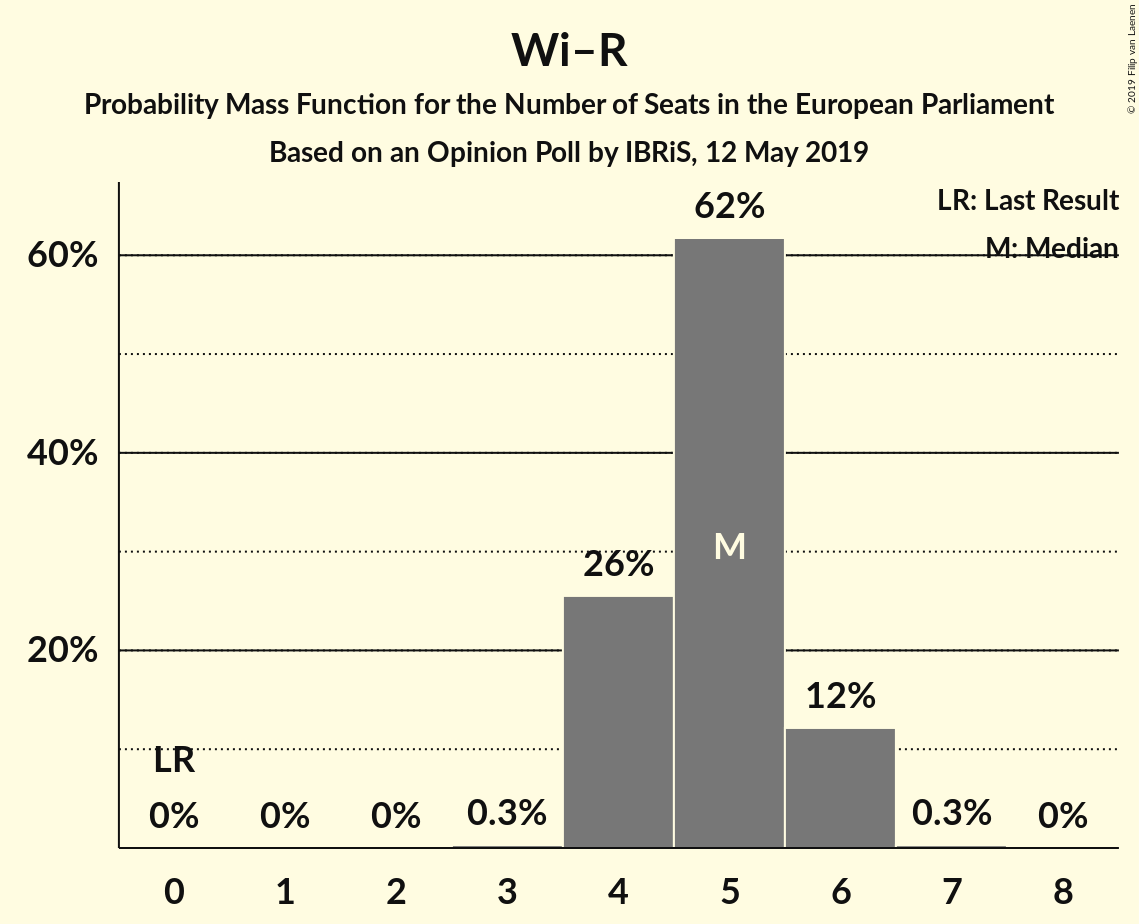 Wi–R
Probability Mass Function for the Number of Seats in the European Parliament
Based on an Opinion Poll by IBRiS, 12 May 2019
© 2019 Filip van Laenen
LR: Last Result
M: Median
60%
40%
20%
62%
M
26%
12%
LR
0%
0%
0%
0.3%
0.3%
0%
0
1
2
3
4
5
6
7
8